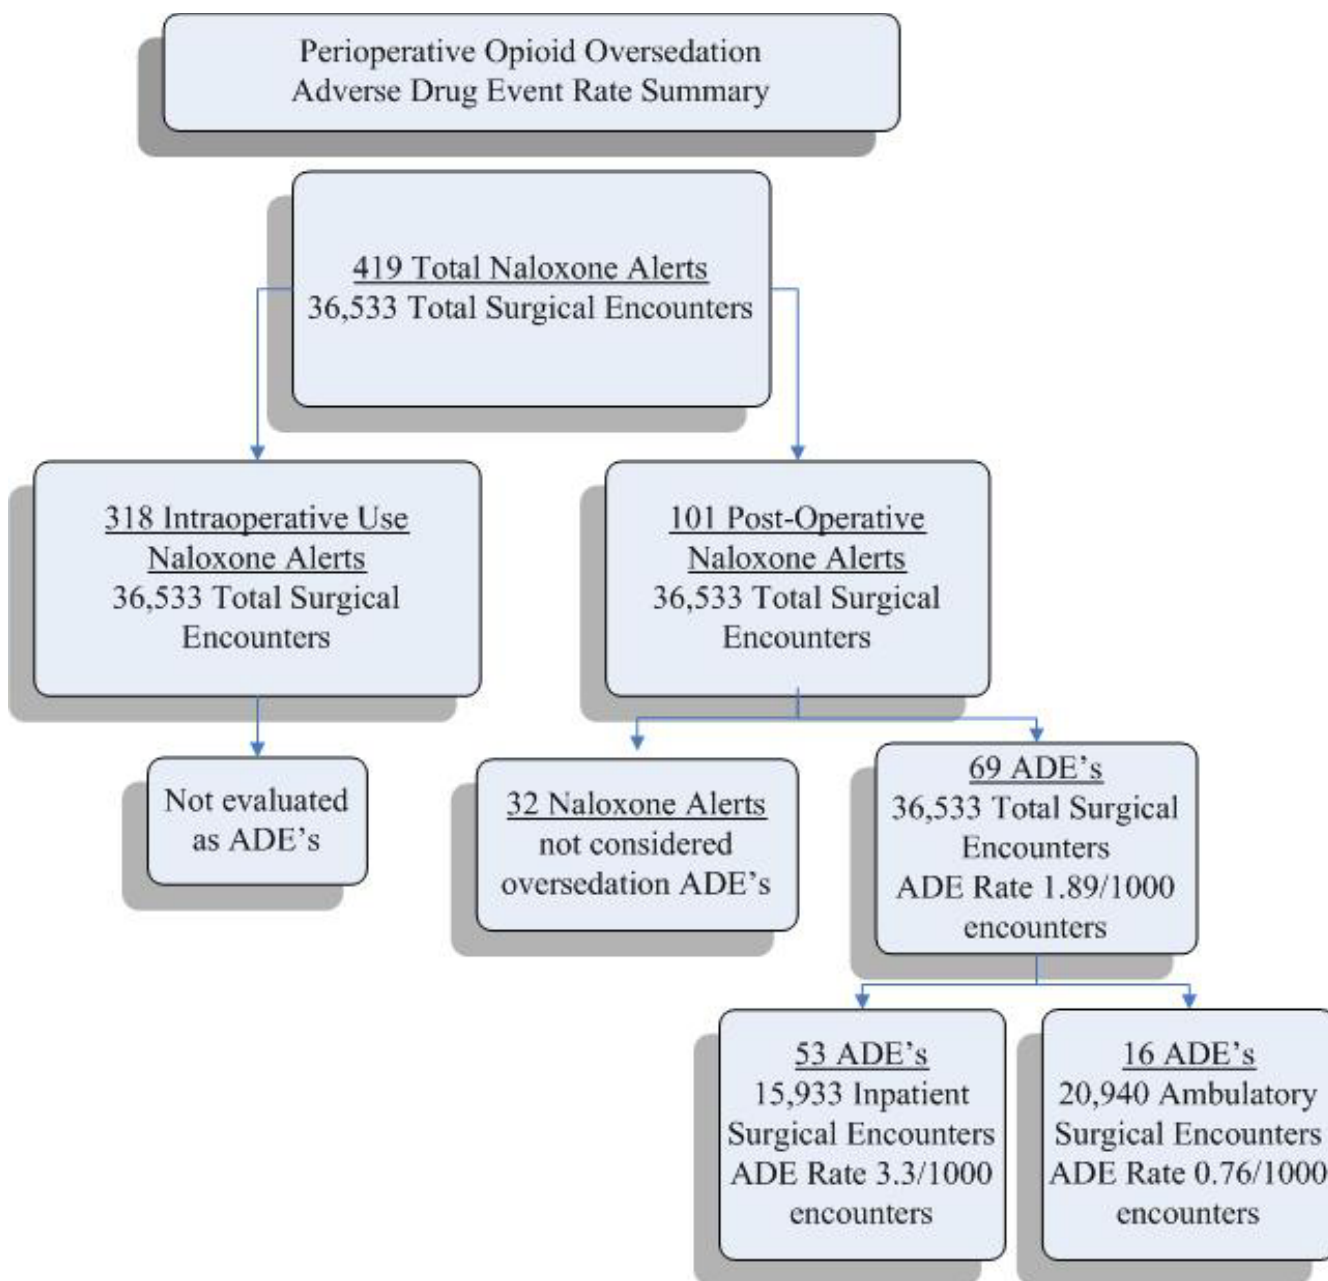 Perioperative Opioid Oversedation
Adverse Drug Event Rate Summary
419 Total Naloxone Alerts
36,533 Total Surgical Encounters
318 Intraoperative Use
Naloxone Alerts
36,533 Total Surgical
Encounters
101 Post-Operative
Naloxone Alerts
36,533 Total Surgical
Encounters
Not evaluated
as ADE's
32 Naloxone Alerts
not considered
oversedation ADE's
69 ADE's
36,533 Total Surgical
Encounters
ADE Rate 1.89/1000
encounters
53 ADE's
15,933 Inpatient
Surgical Encounters
ADE Rate 3.3/1000
encounters
16 ADE's
20,940 Ambulatory
Surgical Encounters
ADE Rate 0.76/1000
encounters